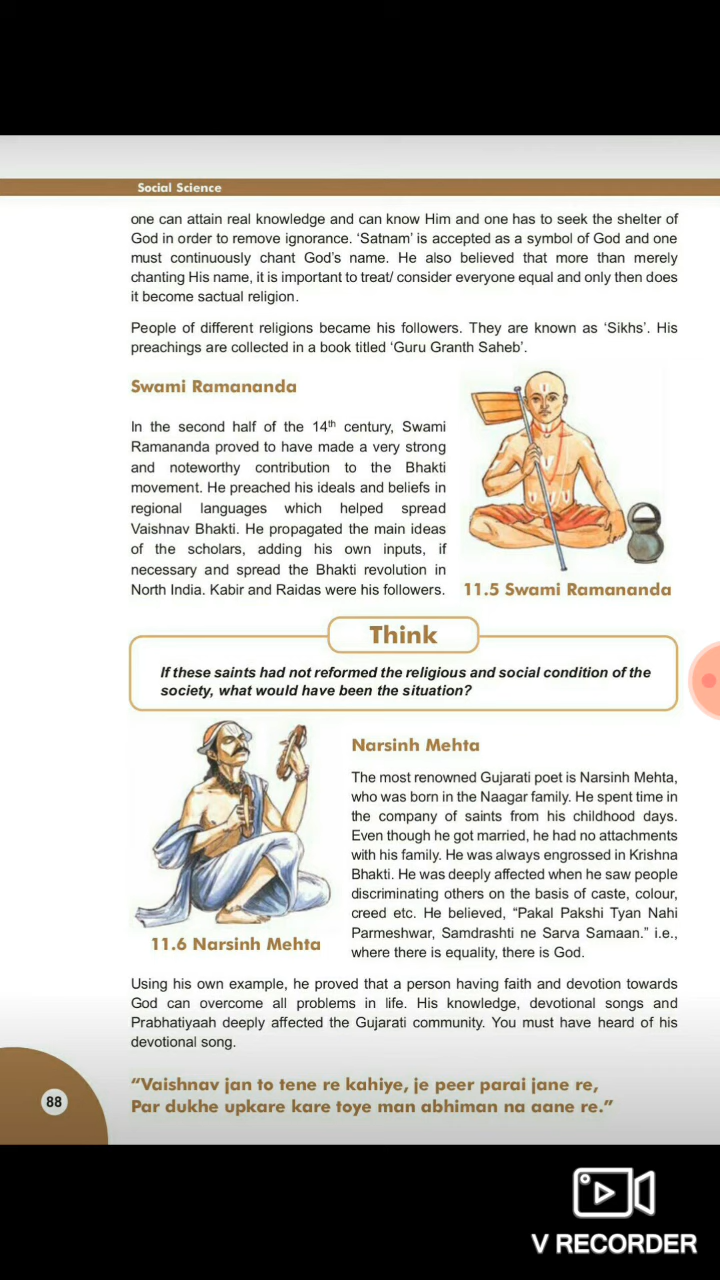 Social Science
one can attain real knowledge and can know Him and one has to seek the shelter of
God in order to remove ignorance. ‘Satnam’ is accepted as a symbol of God and one
must continuously chant God’s name. He also believed that more than merely
chanting His name, it is important to treat/ consider everyone equal and only then does
it become sactual religion.
People of different religions became his followers. They are known as ‘Sikhs’. His
preachings are collected in a book titled ‘Guru Granth Saheb’.
Swami Ramananda
In the second half of the 14th century, Swami
Ramananda proved to have made a very strong
and noteworthy contribution to the Bhakti
movement. He preached his ideals and beliefs in
regional languages which helped spread
Vaishnav Bhakti. He propagated the main ideas
of the scholars, adding his own inputs, if
necessary and spread the Bhakti revolution in
North India. Kabir and Raidas were his followers.
11.5 Swami Ramananda
Think
If these saints had not reformed the religious and social condition of the
society, what would have been the situation?
Narsinh Mehta
The most renowned Gujarati poet is Narsinh Mehta,
who was born in the Naagar family. He spent time in
the company of saints from his childhood days.
Even though he got married, he had no attachments
with his family. He was always engrossed in Krishna
Bhakti. He was deeply affected when he saw people
discriminating others on the basis of caste, colour,
creed etc. He believed, “Pakal Pakshi Tyan Nahi
Parmeshwar, Samdrashti ne Sarva Samaan.” i.e.,
where there is equality, there is God.
11.6 Narsinh Mehta
Using his own example, he proved that a person having faith and devotion towards
God can overcome all problems in life. His knowledge, devotional songs and
Prabhatiyaah deeply affected the Gujarati community. You must have heard of his
devotional song.
“Vaishnav jan to tene re kahiye, je peer parai jane re,
Par dukhe upkare kare toye man abhiman na aane re.”
88
V RECORDER